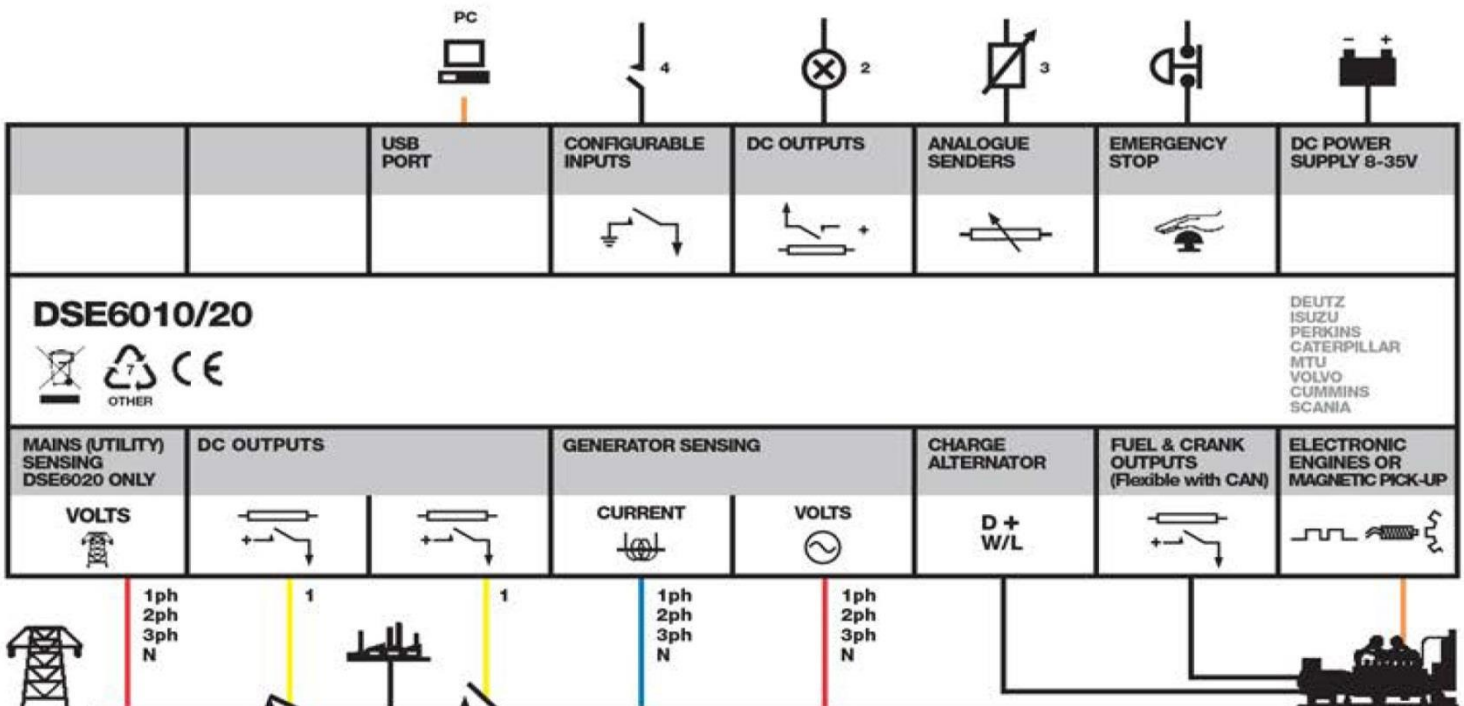 PC
4
2
3
- +
USB
PORT
CONFIGURABLE
INPUTS
DC OUTPUTS
ANALOGUE
SENDERS
EMERGENCY
STOP
DC POWER
SUPPLY 8-35V
+
DSE6010/20
7
OTHER
CE
DEUTZ
ISUZU
PERKINS
CATERPILLAR
MTU
VOLVO
CUMMINS
SCANIA
MAINS (UTILITY)
SENSING
DSE6020 ONLY
DC OUTPUTS
GENERATOR SENSING
CHARGE
ALTERNATOR
FUEL & CRANK
OUTPUTS
(Flexible with CAN)
ELECTRONIC
ENGINES OR
MAGNETIC PICK-UP
VOLTS
+
+
CURRENT
VOLTS
D +
W/L
+
1ph
2ph
3ph
N
1
1
1ph
2ph
3ph
N
1ph
2ph
3ph
N